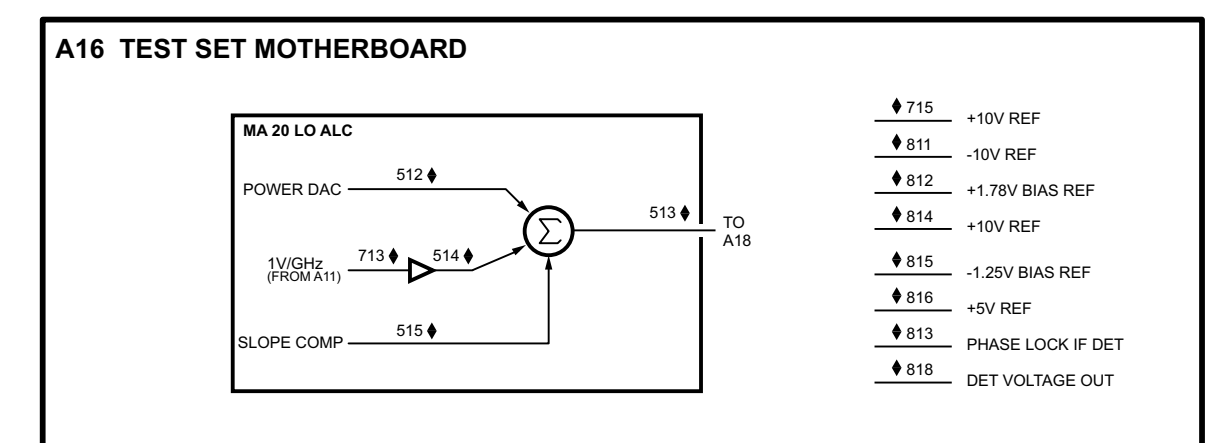 A16 TEST SET MOTHERBOARD
MA 20 LO ALC
POWER DAC
512
713
514
1V/GHz
(FROM A11)
SLOPE COMP
515
Σ
513
TO
A18
715
+10V REF
811
-10V REF
812
+1.78V BIAS REF
814
+10V REF
815
-1.25V BIAS REF
816
+5V REF
813
PHASE LOCK IF DET
818
DET VOLTAGE OUT